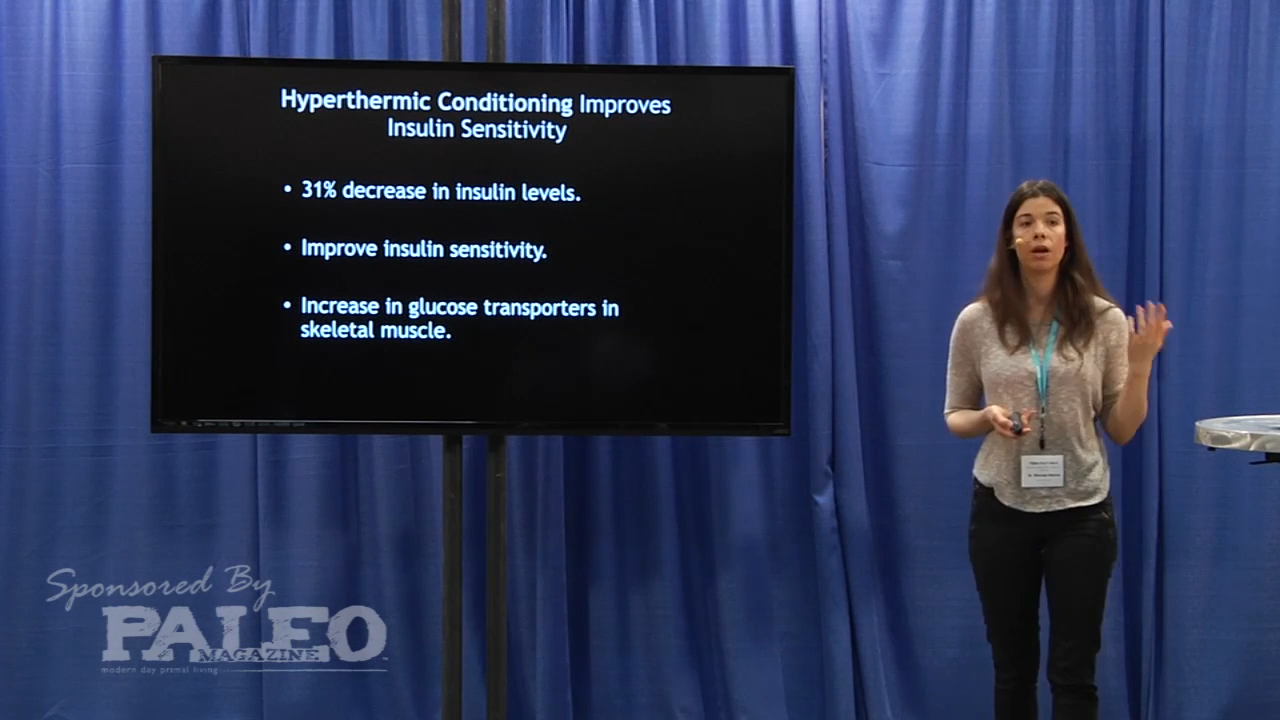 Hyperthermic Conditioning Improves
Insulin Sensitivity
• 31% decrease in insulin levels.
• Improve insulin sensitivity.
• Increase in glucose transporters in
skeletal muscle.
Sponsored By
PALEO
MAGAZINE
modern day primal living